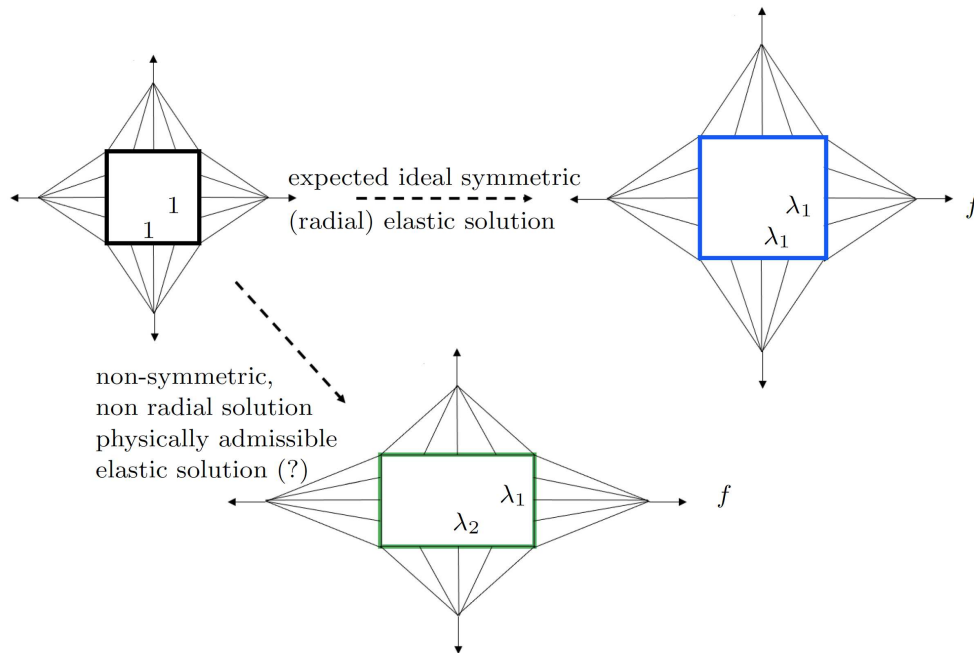 1
1
expected ideal symmetric
(radial) elastic solution
λ₁
λ₁
f
non-symmetric,
non radial solution
physically admissible
elastic solution (?)
λ₁
λ₂
f